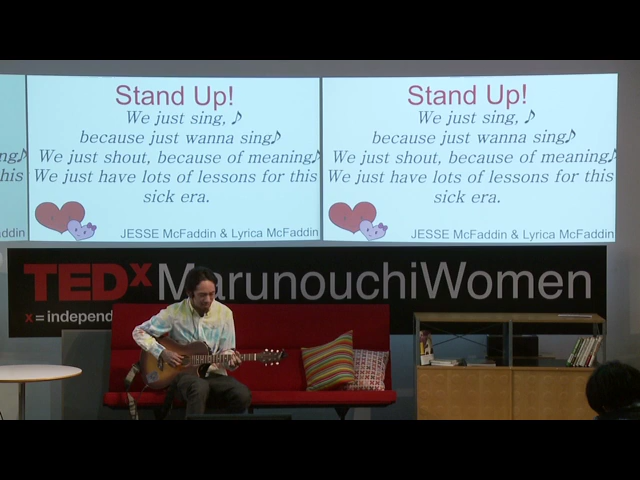 Stand Up!
We just sing, ♪
because just wanna sing♪
We just shout, because of meaning♪
We just have lots of lessons for this
sick era.
JESSE McFaddin & Lyrica McFaddin
Stand Up!
We just sing, ♪
because just wanna sing♪
We just shout, because of meaning♪
We just have lots of lessons for this
sick era.
JESSE McFaddin & Lyrica McFaddin
ng♪
his
addin
TEDx MarunouchiWomen
x = independ